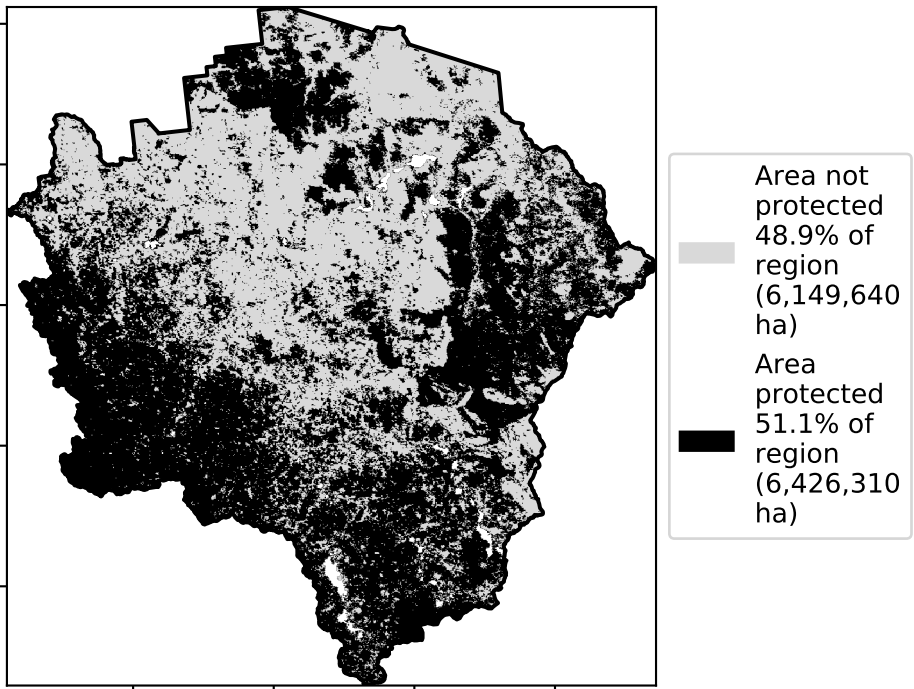 Area not
protected
48.9% of
region
(6,149,640
ha)
Area
protected
51.1% of
region
(6,426,310
ha)